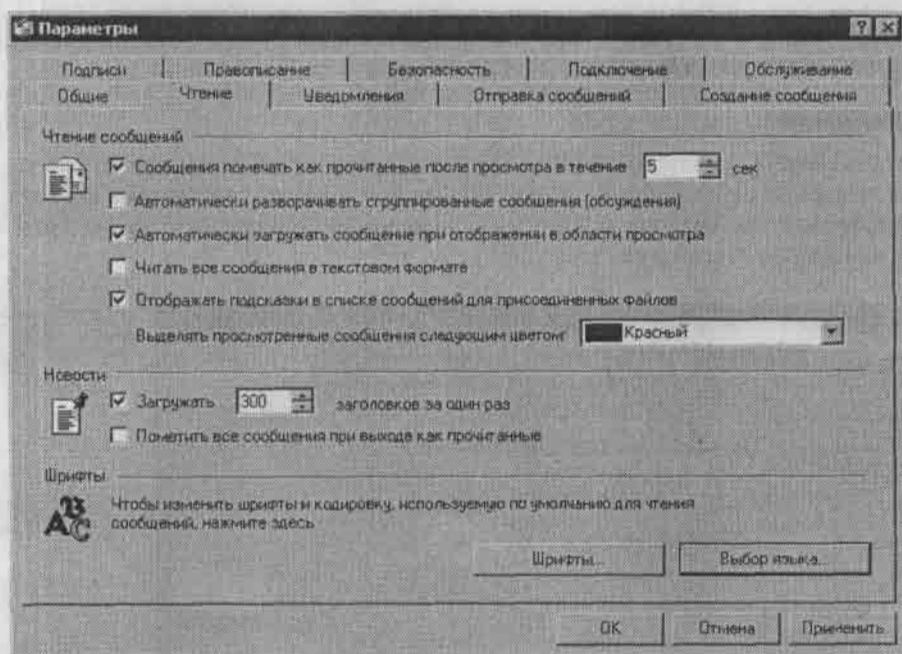 Параметры
Подписи Правописание Безопасность Подключение Обслуживание
Общие Чтение Уведомления Отправка сообщений Создание сообщения
Чтение сообщений
Сообщения помечать как прочитанные после просмотра в течение 5 сек
Автоматически разворачивать сгруппированные сообщения (обсуждения)
Автоматически загружать сообщение при отображении в области просмотра
Читать все сообщения в текстовом формате
Отображать подсказки в списке сообщений для присоединенных файлов
Выделять просмотренные сообщения следующим цветом: Красный
Новости
Загружать 300 заголовков за один раз
Пометить все сообщения при выходе как прочитанные
Шрифты
Чтобы изменить шрифты и кодировку, используемую по умолчанию для чтения
сообщений, нажмите здесь
Шрифты... Выбор языка...
ОК Отмена Применить